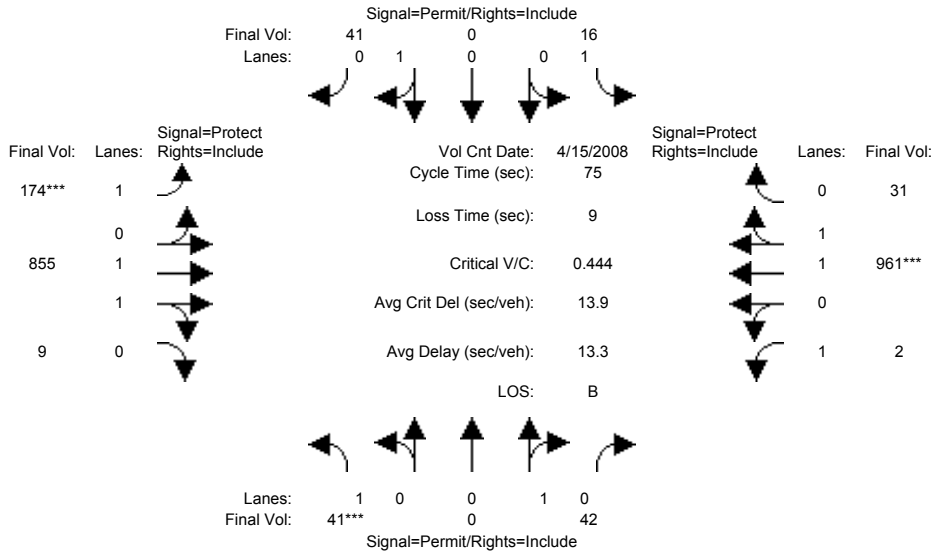 Signal=Permit/Rights=Include
Final Vol: 41 0 16
Lanes: 0 1 0 0 1
Signal=Protect
Final Vol: Lanes: Rights=Include
Vol Cnt Date: 4/15/2008
Signal=Protect
Rights=Include Lanes: Final Vol:
Cycle Time (sec): 75
174*** 1
0 31
Loss Time (sec): 9
0
1
855 1
Critical V/C: 0.444
1 961***
1
Avg Crit Del (sec/veh): 13.9
0
9 0
Avg Delay (sec/veh): 13.3
1 2
LOS: B
Lanes: 1 0 0 1 0
Final Vol: 41*** 0 42
Signal=Permit/Rights=Include